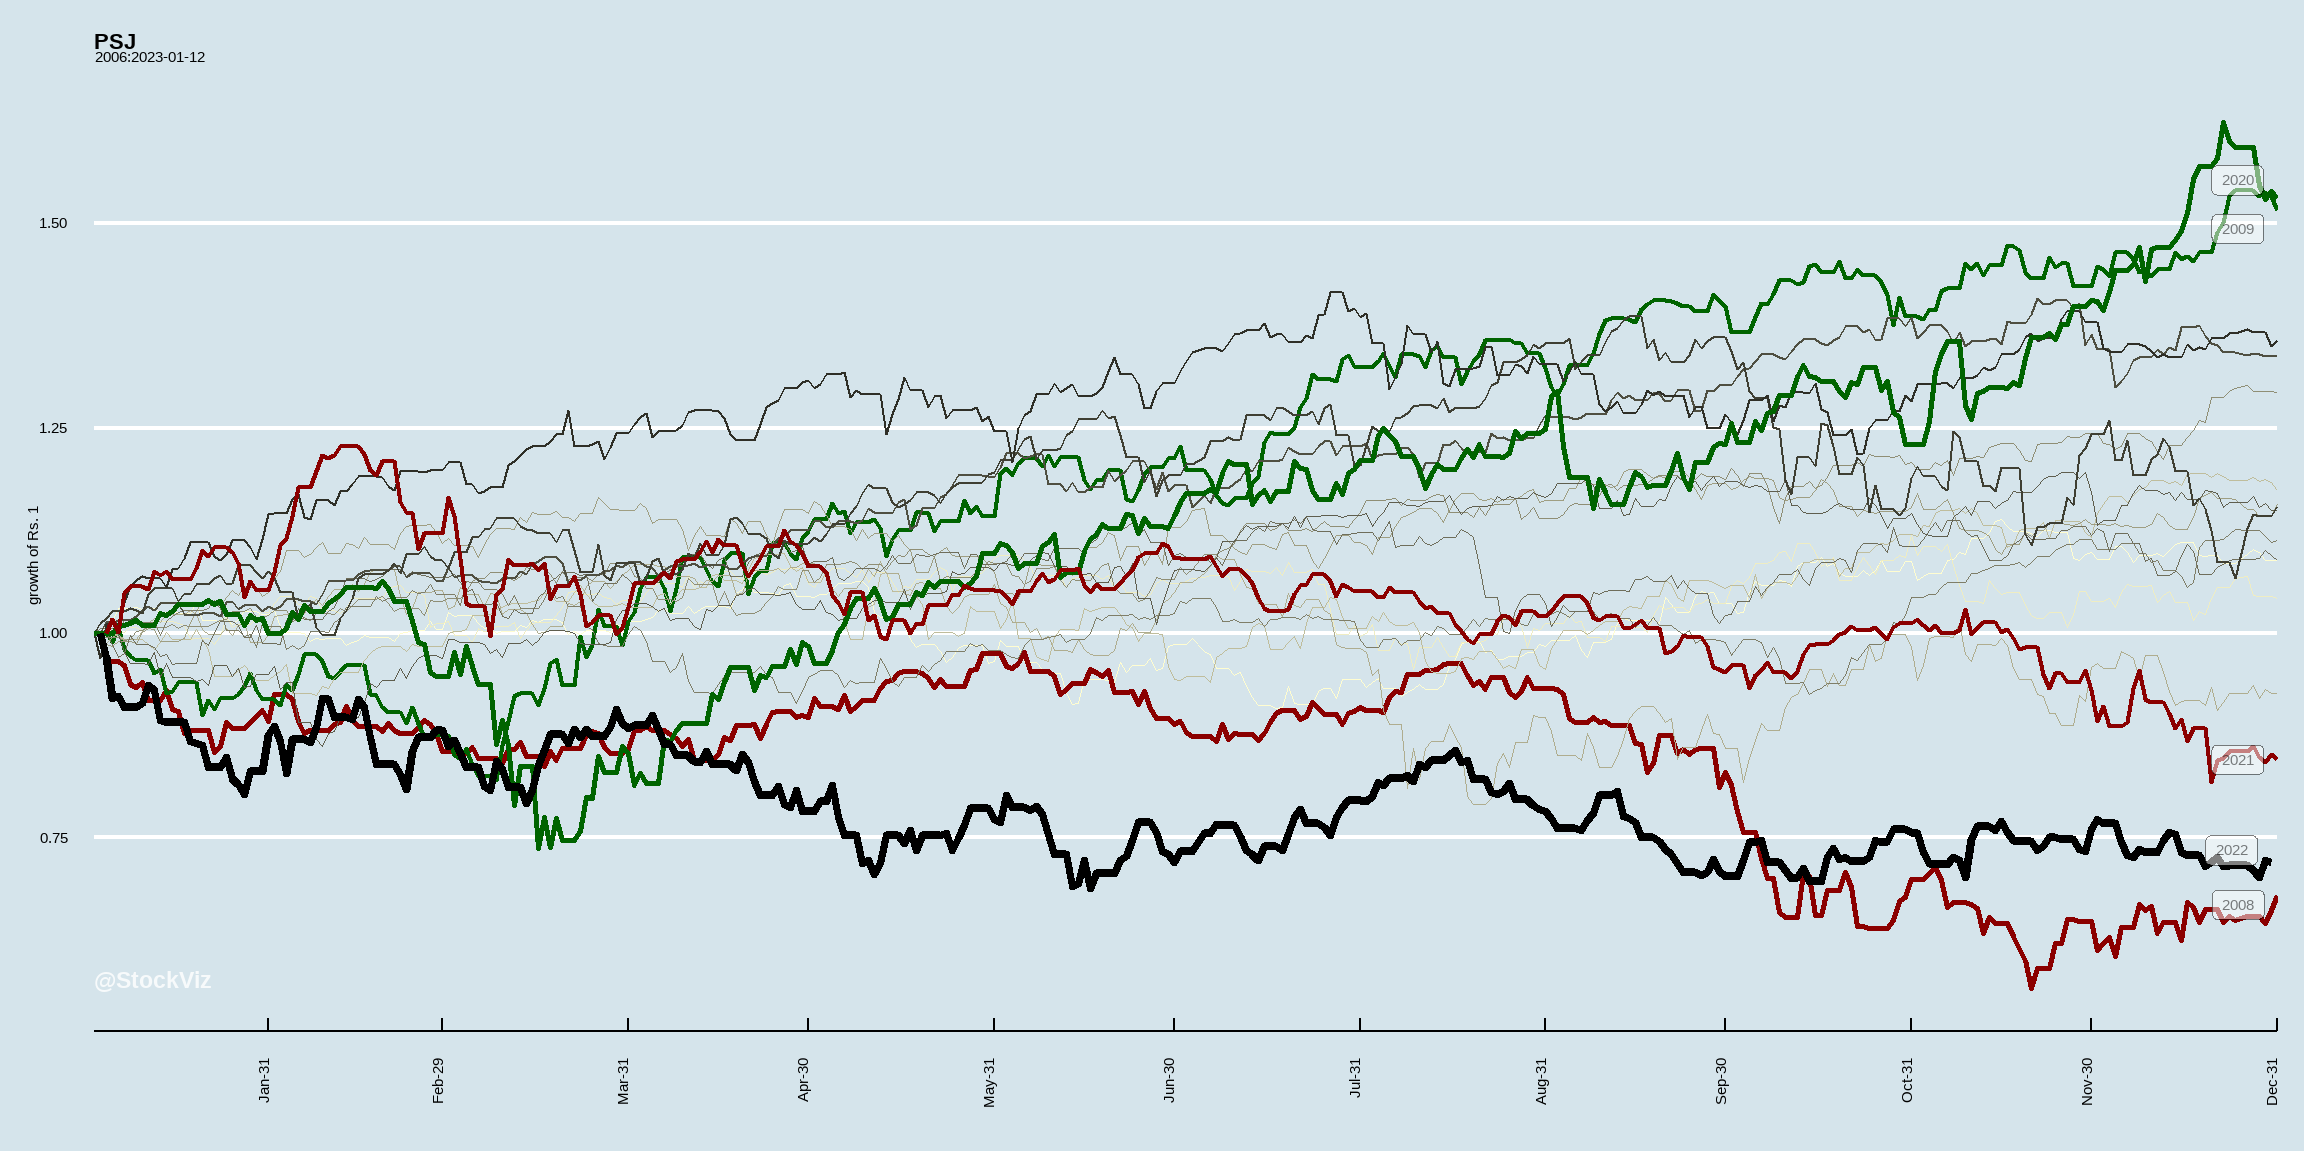 PSJ
2006:2023-01-12
growth of Rs. 1
1.50
1.25
1.00
0.75
2020
2009
2021
2022
2008
@StockViz
Jan-31
Feb-29
Mar-31
Apr-30
May-31
Jun-30
Jul-31
Aug-31
Sep-30
Oct-31
Nov-30
Dec-31